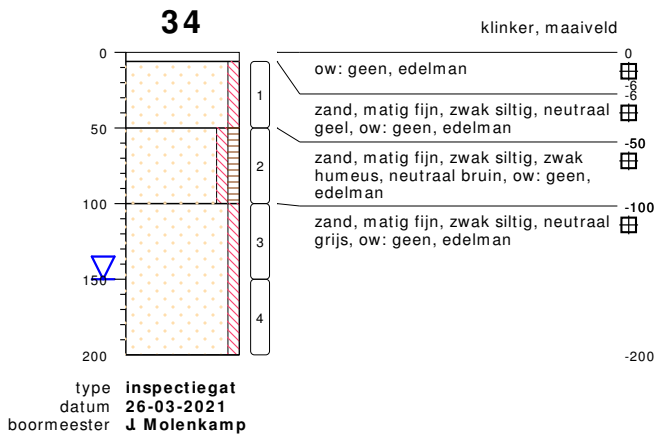 34
klinker, maaiveld
0
0
ow: geen, edelman
-6
-6
1
zand, matig fijn, zwak siltig, neutraal
geel, ow: geen, edelman
50
-50
2
zand, matig fijn, zwak siltig, zwak
humeus, neutraal bruin, ow: geen,
edelman
100
-100
zand, matig fijn, zwak siltig, neutraal
grijs, ow: geen, edelman
3
150
4
200
-200
type inspectiegat
datum 26-03-2021
boormeester J. Molenkamp